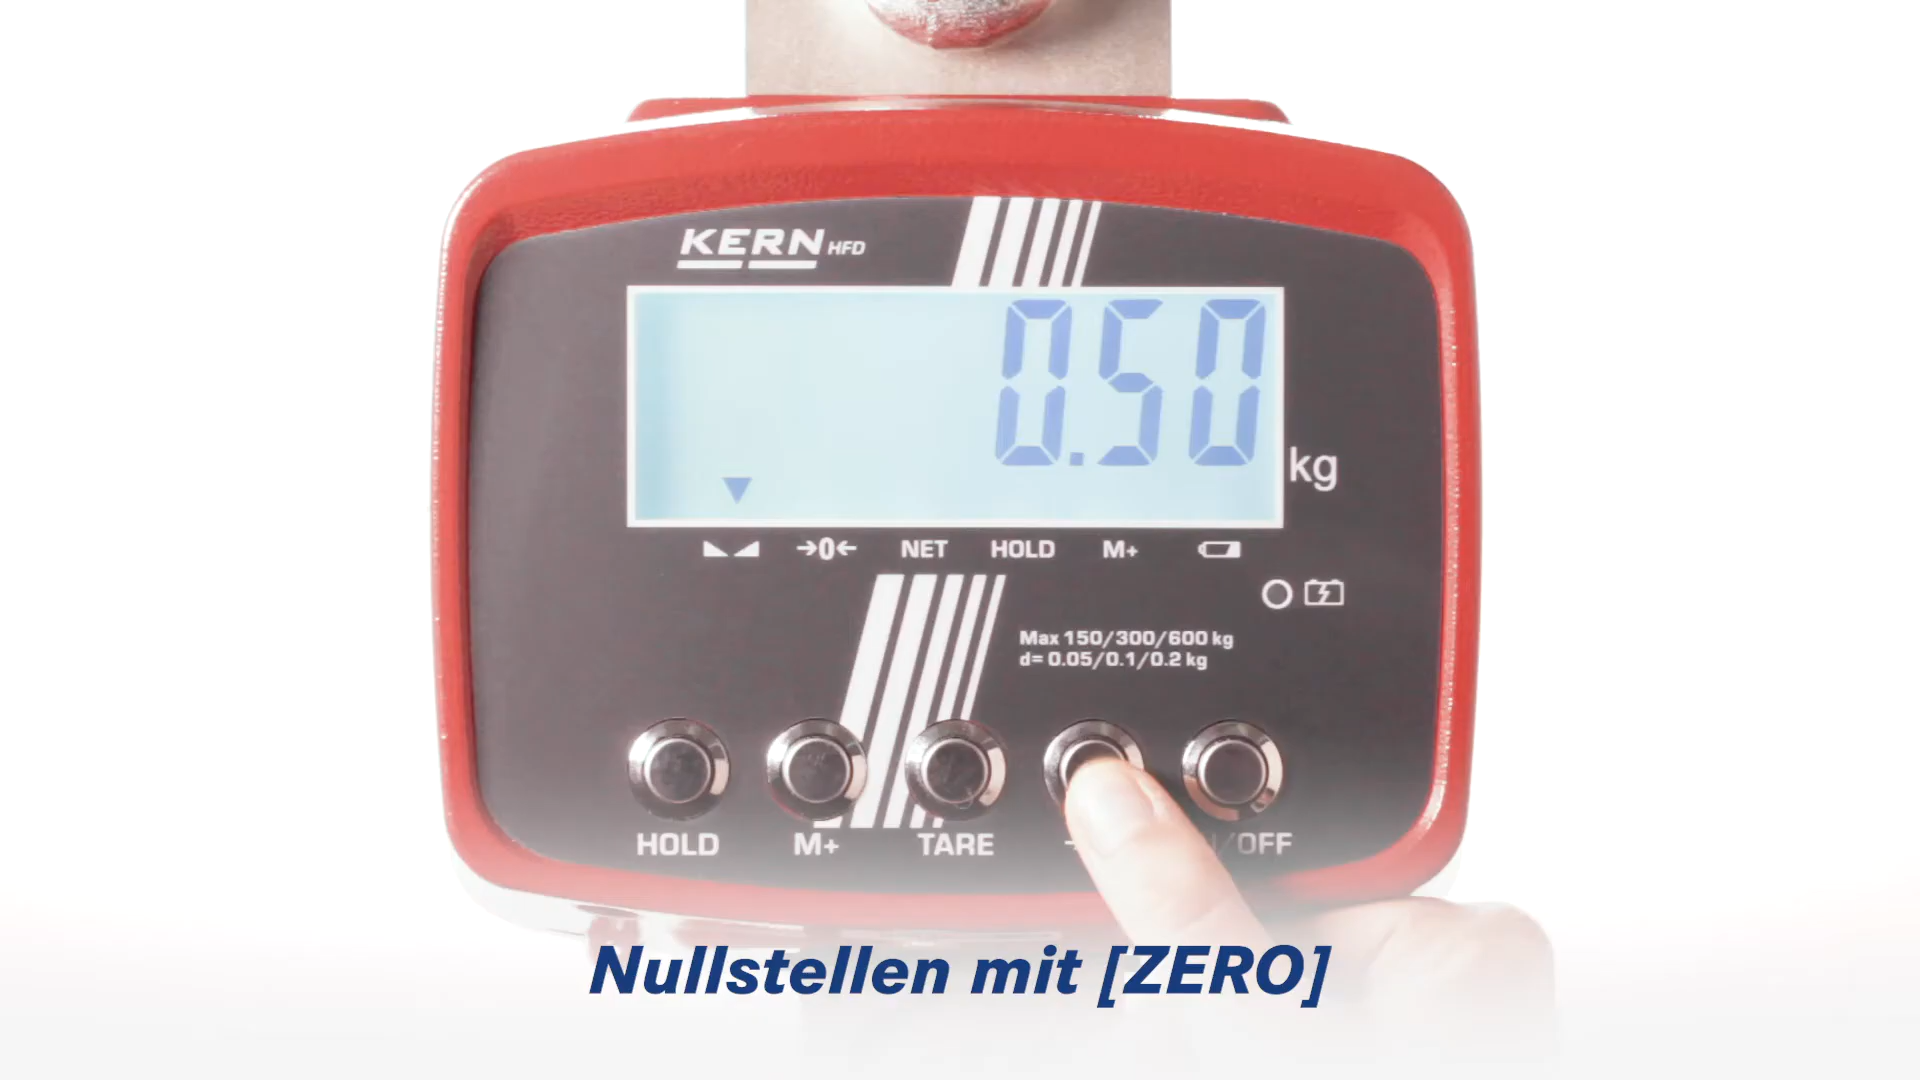 KERN HFD
0.50
kg
→0← NET HOLD M+
Max 150/300/600 kg
d= 0.05/0.1/0.2 kg
HOLD M+ TARE /OFF
Nullstellen mit [ZERO]